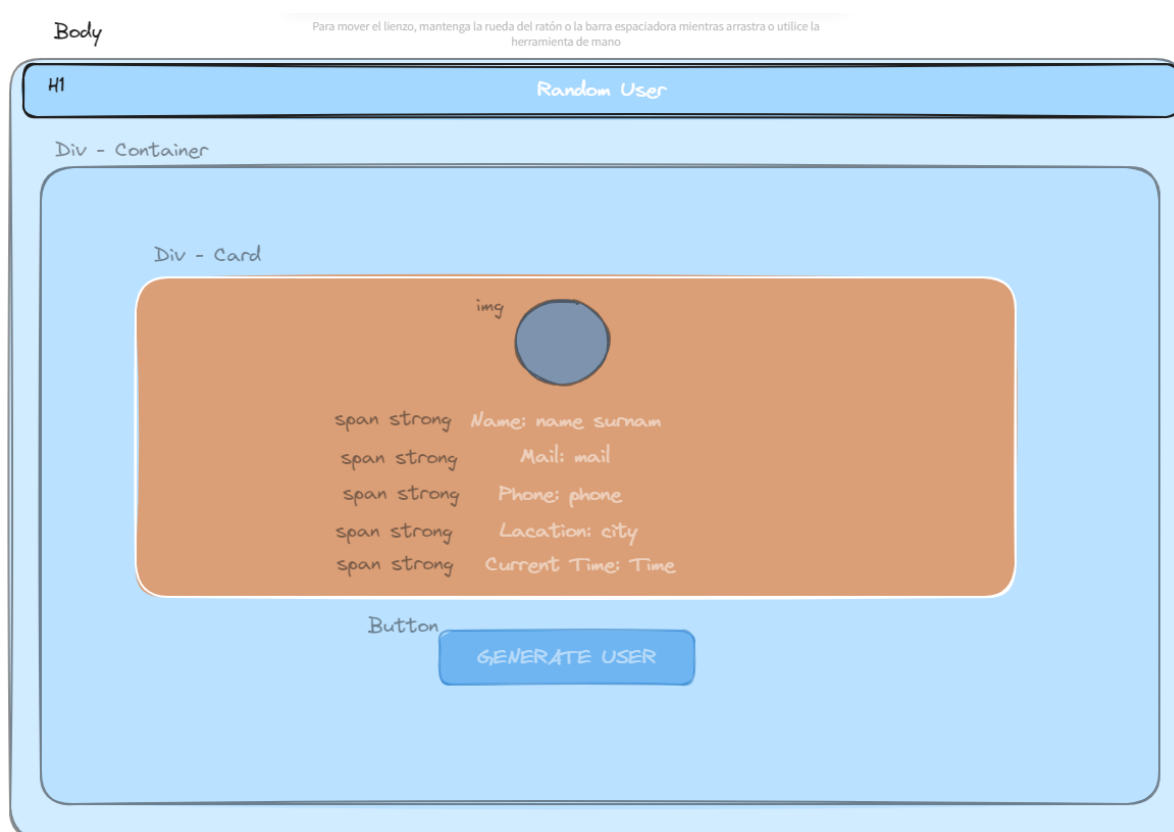 Body
Para mover el lienzo, mantenga la rueda del ratón o la barra espaciadora mientras arrastra o utilice la
herramienta de mano
H1 Random User
Div - Container
Div - Card
img
span strong Name: name surnam
span strong Mail: mail
span strong Phone: phone
span strong Lacation: city
span strong Current Time: Time
Button
GENERATE USER